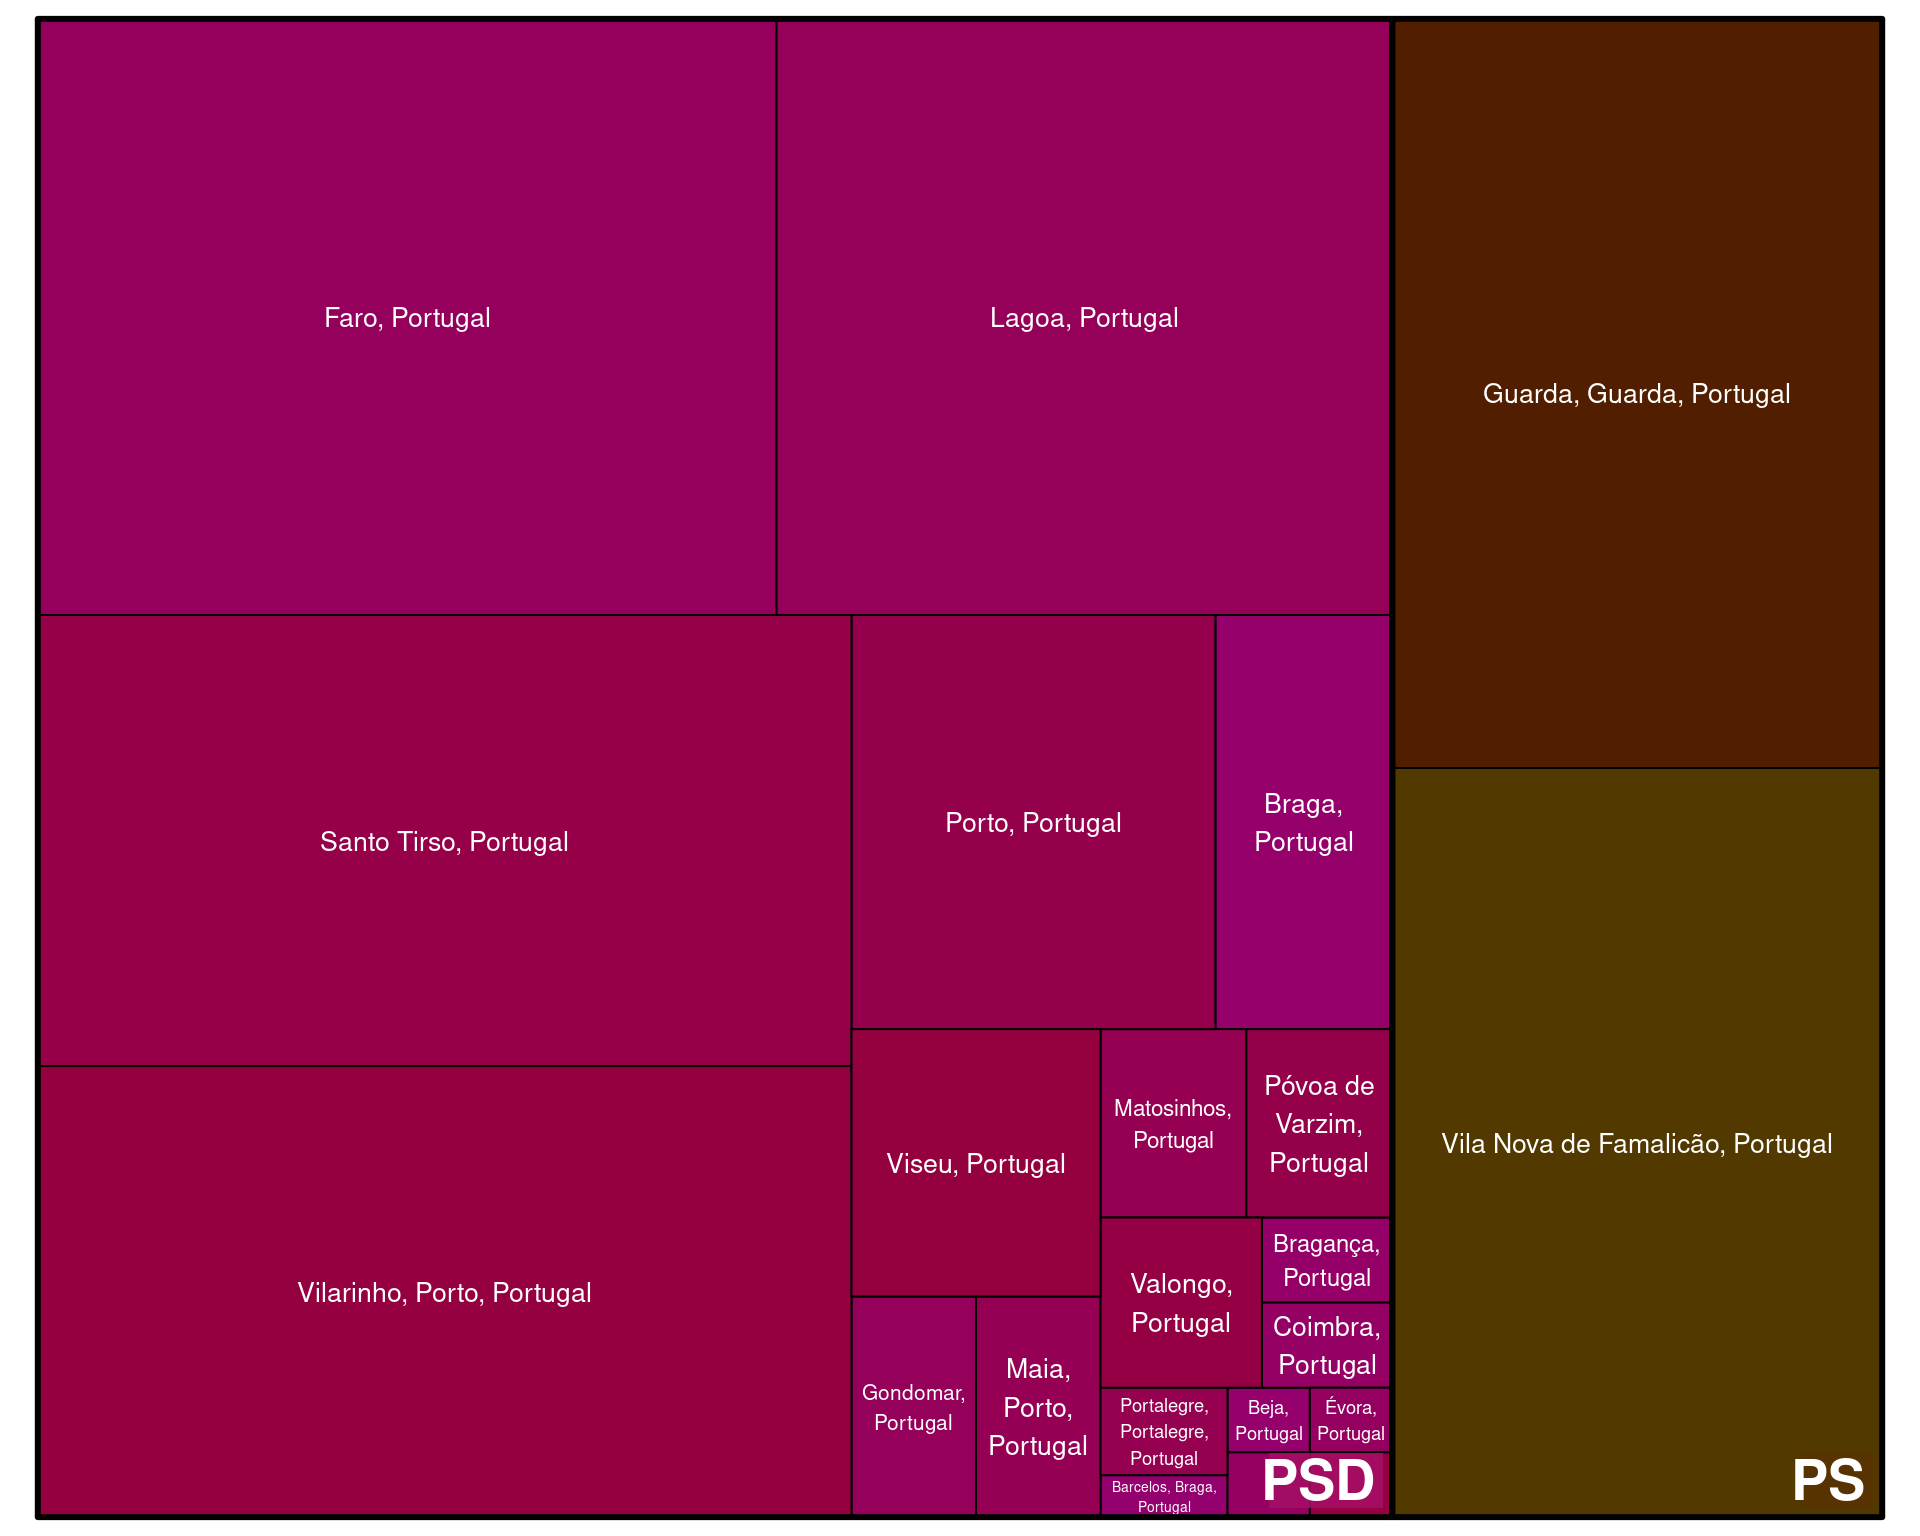 Faro, Portugal
Lagoa, Portugal
Guarda, Guarda, Portugal
Santo Tirso, Portugal
Porto, Portugal
Braga,
Portugal
Vilarinho, Porto, Portugal
Viseu, Portugal
Matosinhos,
Portugal
Póvoa de
Varzim,
Portugal
Vila Nova de Famalicão, Portugal
Valongo,
Portugal
Bragança,
Portugal
Coimbra,
Portugal
Gondomar,
Portugal
Maia,
Porto,
Portugal
Portalegre,
Portalegre,
Portugal
Beja,
Portugal
Évora,
Portugal
Barcelos, Braga,
Portugal
PSD
PS